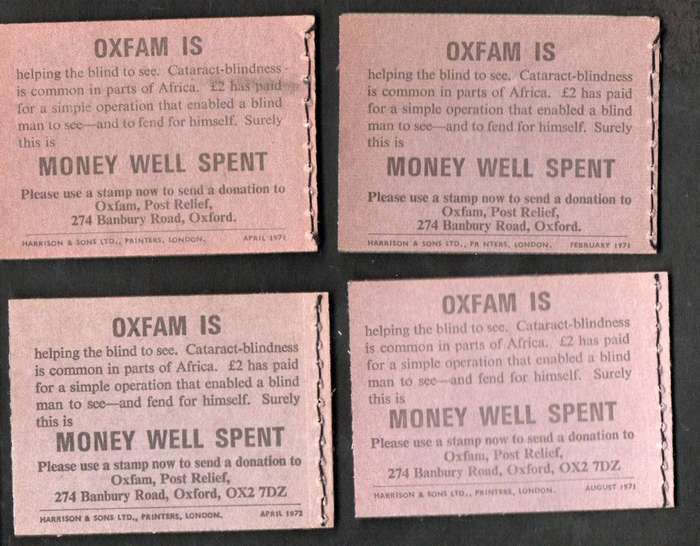 OXFAM IS
helping the blind to see. Cataract-blindness
is common in parts of Africa. £2 has paid
for a simple operation that enabled a blind
man to see—and to fend for himself. Surely
this is
MONEY WELL SPENT
Please use a stamp now to send a donation to
Oxfam, Post Relief,
274 Banbury Road, Oxford.
HARRISON & SONS LTD., PRINTERS, LONDON. APRIL 1971
OXFAM IS
helping the blind to see. Cataract-blindness
is common in parts of Africa. £2 has paid
for a simple operation that enabled a blind
man to see—and to fend for himself. Surely
this is
MONEY WELL SPENT
Please use a stamp now to send a donation to
Oxfam, Post Relief,
274 Banbury Road, Oxford.
HARRISON & SONS LTD., PR NTERS, LONDON. FEBRUARY 1971
OXFAM IS
helping the blind to see. Cataract-blindness
is common in parts of Africa. £2 has paid
for a simple operation that enabled a blind
man to see—and fend for himself. Surely
this is
MONEY WELL SPENT
Please use a stamp now to send a donation to
Oxfam, Post Relief,
274 Banbury Road, Oxford, OX2 7DZ
HARRISON & SONS LTD., PRINTERS, LONDON. APRIL 1972
OXFAM IS
helping the blind to see. Cataract-blindness
is common in parts of Africa. £2 has paid
for a simple operation that enabled a blind
man to see—and fend for himself. Surely
this is
MONEY WELL SPENT
Please use a stamp now to send a donation to
Oxfam, Post Relief,
274 Banbury Road, Oxford, OX2 7DZ
HARRISON & SONS LTD., PRINTERS, LONDON. AUGUST 1971